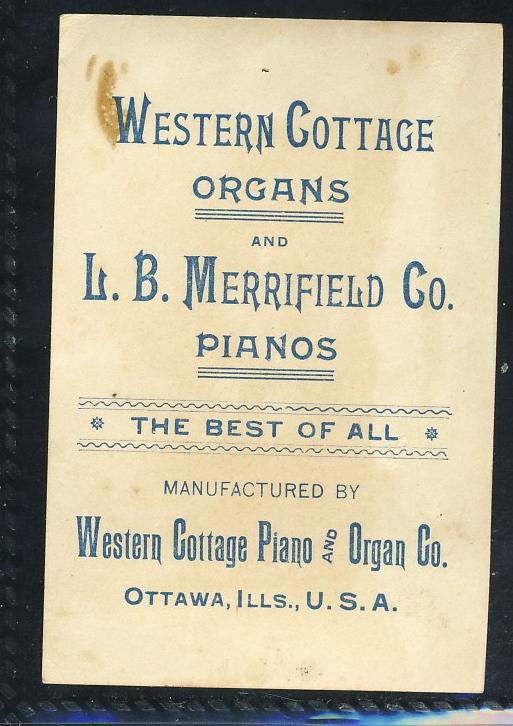 WESTERN COTTAGE
ORGANS
AND
L. B. MERRIFIELD CO.
PIANOS
THE BEST OF ALL
MANUFACTURED BY
Western Cottage Piano AND Organ Co.
OTTAWA, ILLS., U. S. A.